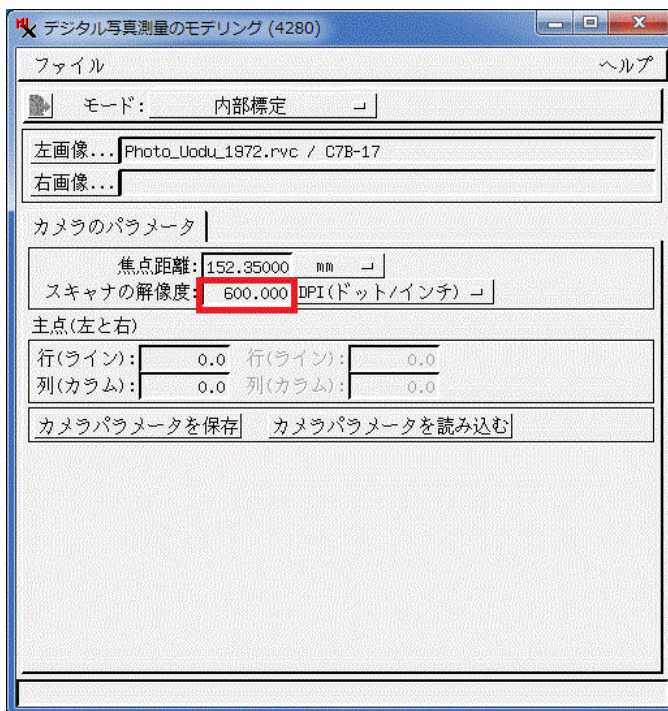 デジタル写真測量のモデリング (4280)
ファイル ヘルプ
モード: 内部標定
左画像... Photo_Uodu_1972.rvc / C7B-17
右画像...
カメラのパラメータ
焦点距離: 152.35000 mm
スキャナの解像度: 600.000 DPI(ドット/インチ)
主点(左と右)
行(ライン): 0.0 行(ライン): 0.0
列(カラム): 0.0 列(カラム): 0.0
カメラパラメータを保存 カメラパラメータを読み込む